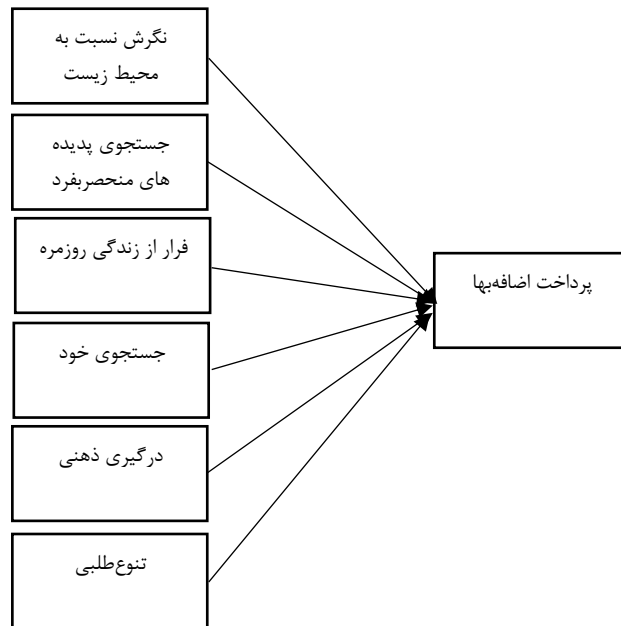 نگرش نسبت به
محیط زیست
جستجوی پدیده
های منحصربفرد
فرار از زندگی روزمره
پرداخت اضافه‌بها
جستجوی خود
درگیری ذهنی
تنوع‌طلبی